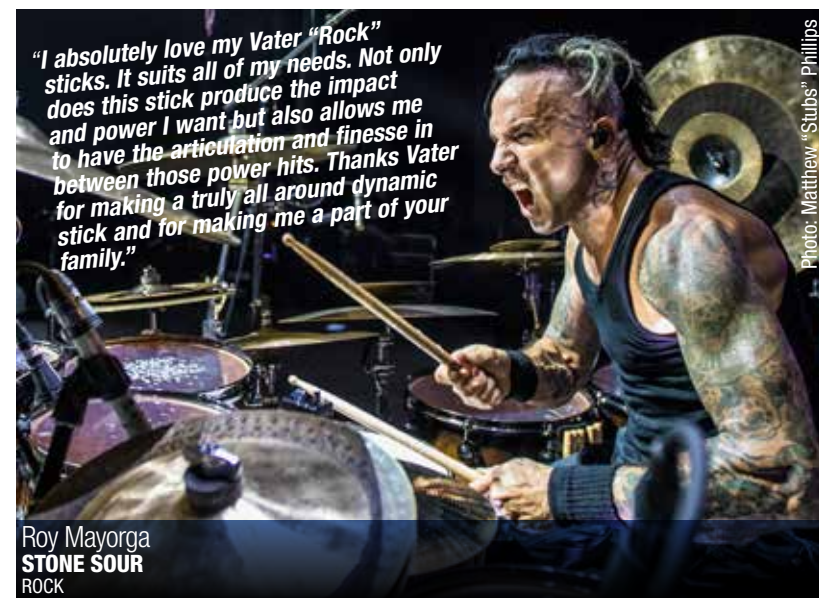 “I absolutely love my Vater “Rock”
sticks. It suits all of my needs. Not only
does this stick produce the impact
and power I want but also allows me
to have the articulation and finesse in
between those power hits. Thanks Vater
for making a truly all around dynamic
stick and for making me a part of your
family.”
Photo: Matthew “Stubs” Phillips
Roy Mayorga
STONE SOUR
ROCK